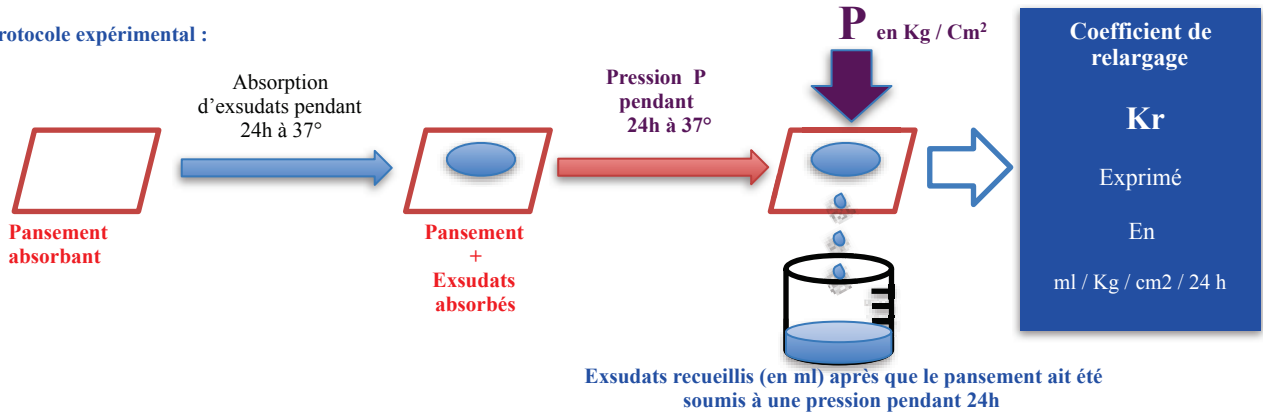 rotocole expérimental :
Absorption
d’exsudats pendant
24h à 37°
Pression P
pendant
24h à 37°
P en Kg / Cm²
Pansement
absorbant
Pansement
+
Exsudats
absorbés
Exsudats recueillis (en ml) après que le pansement ait été
soumis à une pression pendant 24h
Coefficient de
relargage
Kr
Exprimé
En
ml / Kg / cm2 / 24 h